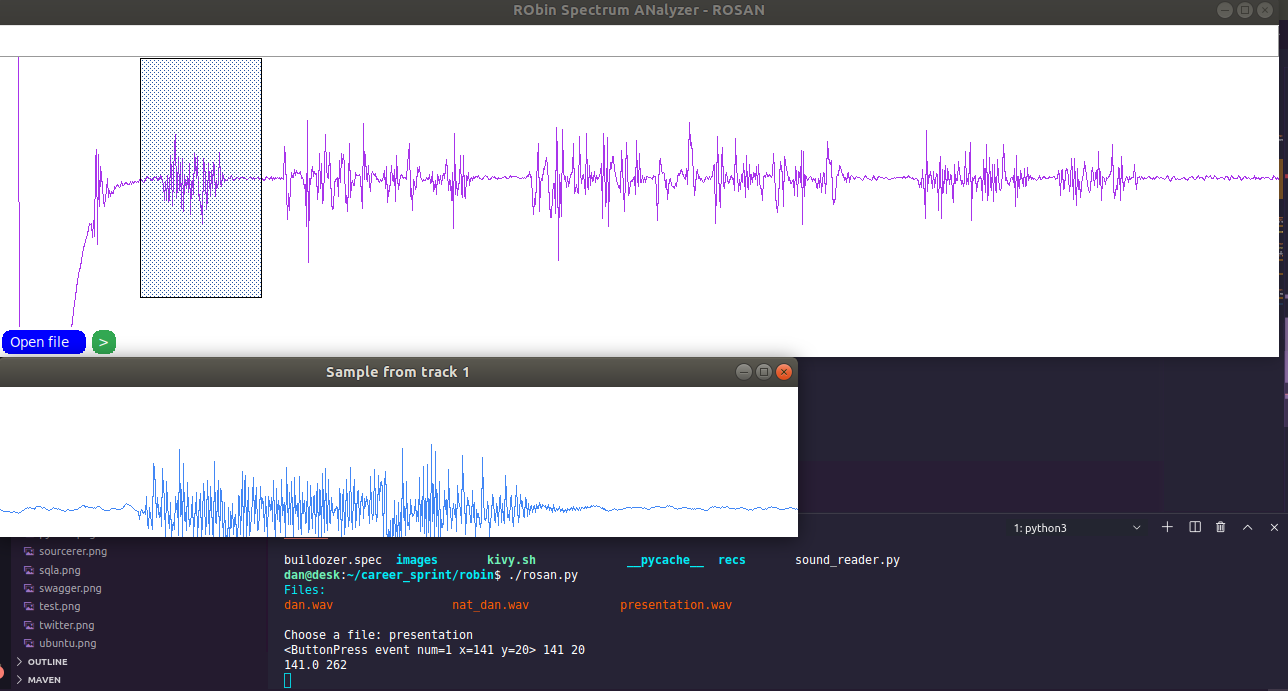 RObin Spectrum ANalyzer - ROSAN
Open file >
Sample from track 1
1: python3
sourcerer.png
sqla.png
swagger.png
test.png
twitter.png
ubuntu.png
OUTLINE
MAVEN
buildozer.spec images kivy.sh __pycache__ recs sound_reader.py
dan@desk:~/career_sprint/robin$ ./rosan.py
Files:
dan.wav nat_dan.wav presentation.wav
Choose a file: presentation
<ButtonPress event num=1 x=141 y=20> 141 20
141.0 262